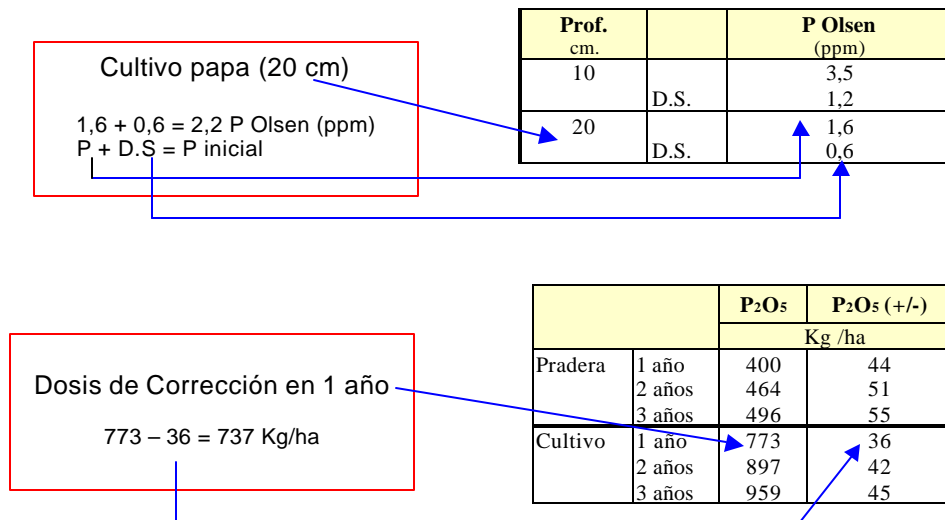 Cultivo papa (20 cm)
1,6 + 0,6 = 2,2 P Olsen (ppm)
P + D.S = P inicial
Prof. P Olsen
cm. (ppm)
10 3,5
D.S. 1,2
20 1,6
D.S. 0,6
Dosis de Corrección en 1 año
773 – 36 = 737 Kg/ha
P2O5 P2O5 (+/-)
Kg /ha
Pradera 1 año 400 44
2 años 464 51
3 años 496 55
Cultivo 1 año 773 36
2 años 897 42
3 años 959 45